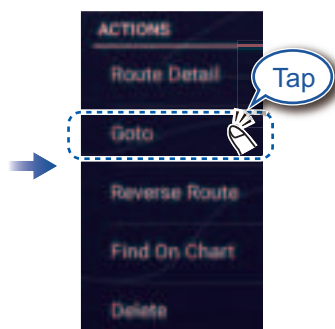 ACTIONS
Route Detail
Tap
Goto
Reverse Route
Find On Chart
Delete